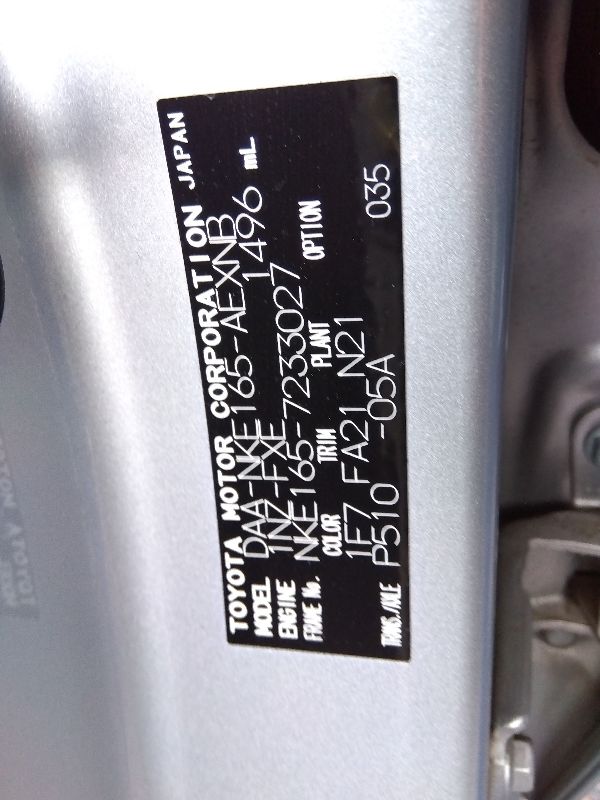 TOYOTA MOTOR CORPORATION JAPAN
MODEL DAA-NKE165-AEXNB
ENGINE 1NZ-FXE 1496 mL
FRAME No. NKE165-7233027
COLOR TRIM PLANT OPTION
1F7 FA21 N21
TRANS./AXLE P510 -05A 035